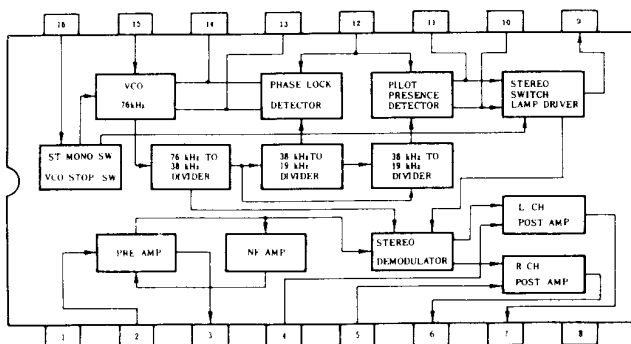 16 15 14 13 12 11 10 9
VCO
76kHz
PHASE LOCK
DETECTOR
PILOT
PRESENCE
DETECTOR
STEREO
SWITCH
LAMP DRIVER
ST MONO SW
VCO STOP SW
76 kHz TO
38 kHz
DIVIDER
38 kHz TO
19 kHz
DIVIDER
38 kHz TO
19 kHz
DIVIDER
L CH
POST AMP
PRE AMP
NF AMP
STEREO
DEMODULATOR
R CH
POST AMP
1 2 3 4 5 6 7 8